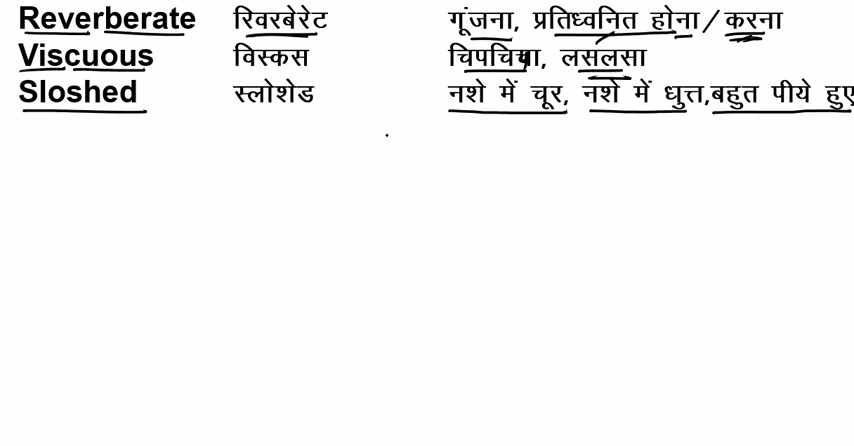 Reverberate रिवरबेरेट गूंजना, प्रतिध्वनित होना/करना
Viscuous विस्कस चिपचिपा, लसलसा
Sloshed स्लोशेड नशे में चूर, नशे में धुत्त,बहुत पीये हुए